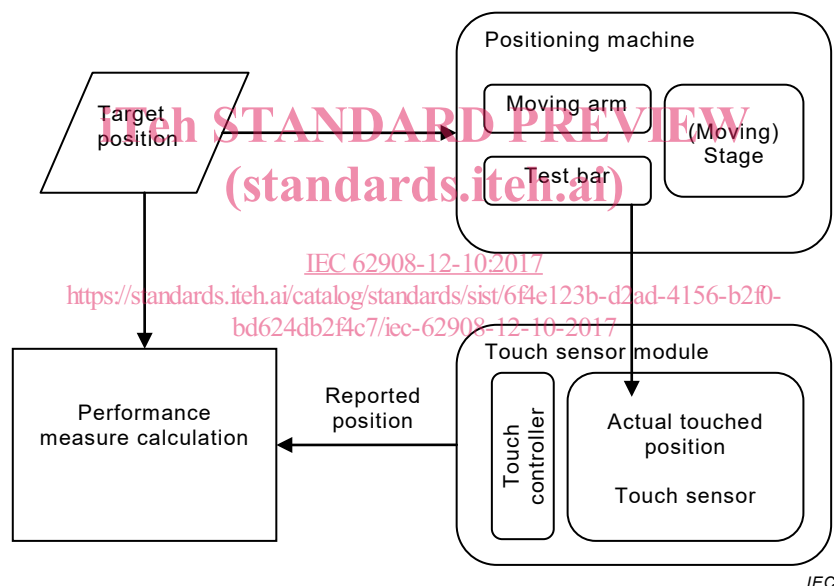 Positioning machine
Target
position
Moving arm
(Moving)
Stage
Test bar
iTeh STANDARD PREVIEW
(standards.iteh.ai)
IEC 62908-12-10:2017
https://standards.iteh.ai/catalog/standards/sist/6f4e123b-d2ad-4156-b2f0-
bd624db2f4c7/iec-62908-12-10-2017
Touch sensor module
Performance
measure calculation
Reported
position
Touch
controller
Actual touched
position
Touch sensor
IEC